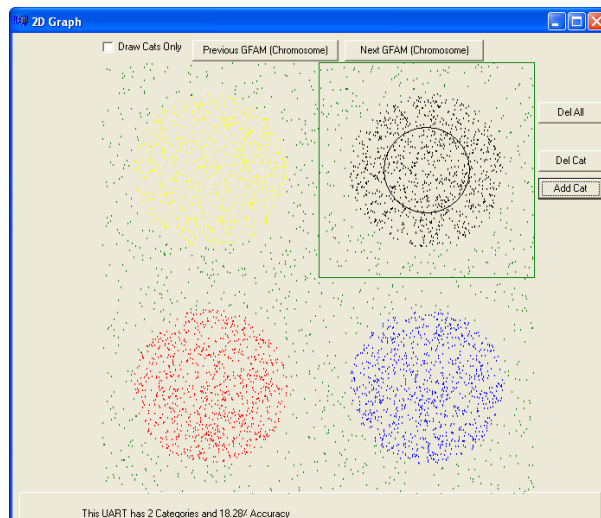 2D Graph
Draw Cats Only
Previous GFAM (Chromosome)
Next GFAM (Chromosome)
Del All
Del Cat
Add Cat
This UART has 2 Categories and 18.28% Accuracy